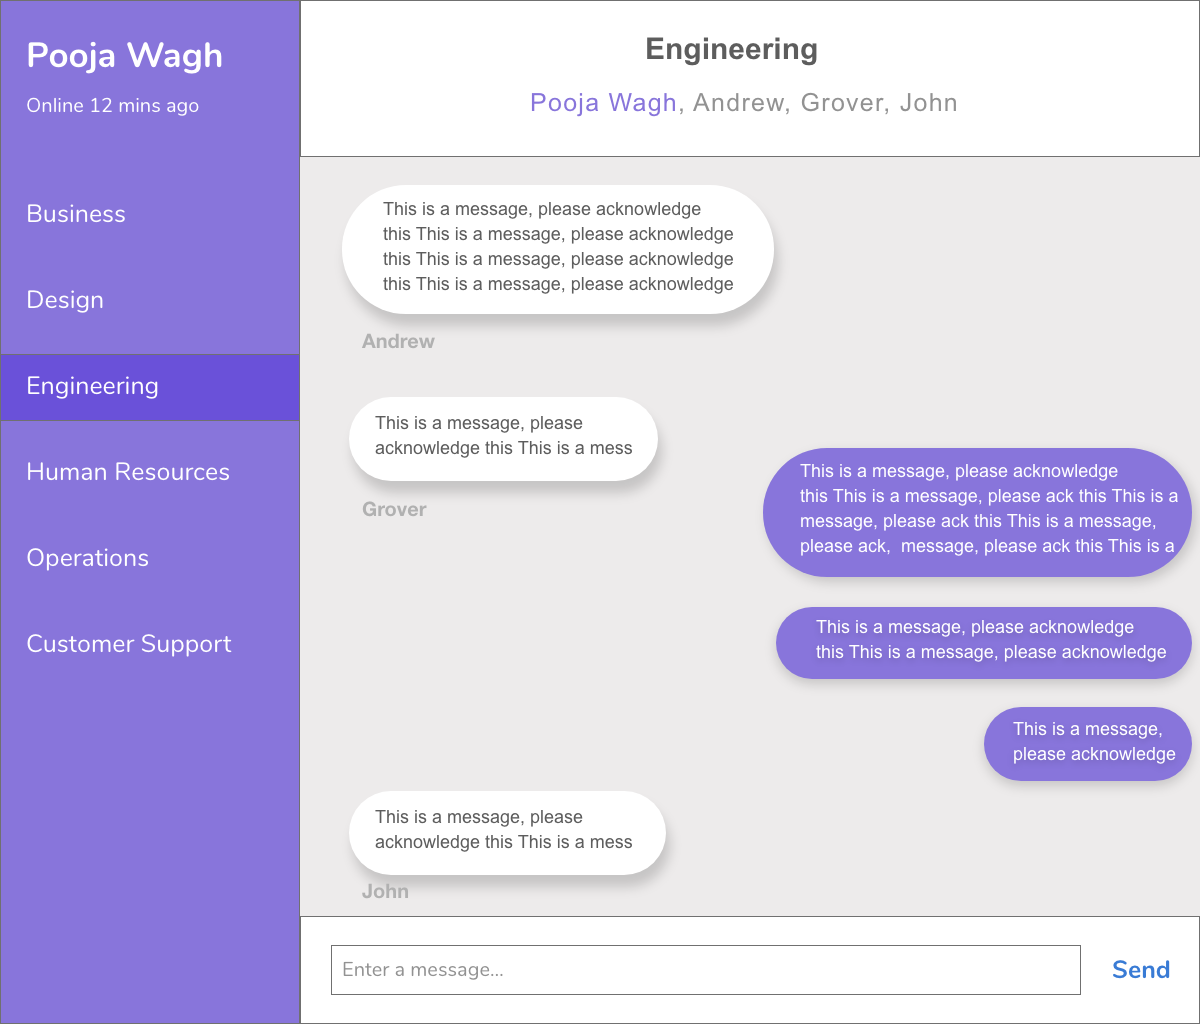 Pooja Wagh
Online 12 mins ago
Business
Design
Engineering
Human Resources
Operations
Customer Support
Engineering
Pooja Wagh, Andrew, Grover, John
This is a message, please acknowledge
this This is a message, please acknowledge
this This is a message, please acknowledge
this This is a message, please acknowledge
Andrew
This is a message, please
acknowledge this This is a mess
Grover
This is a message, please acknowledge
this This is a message, please ack this This is a
message, please ack this This is a message,
please ack,  message, please ack this This is a
This is a message, please acknowledge
this This is a message, please acknowledge
This is a message,
please acknowledge
This is a message, please
acknowledge this This is a mess
John
Enter a message...
Send